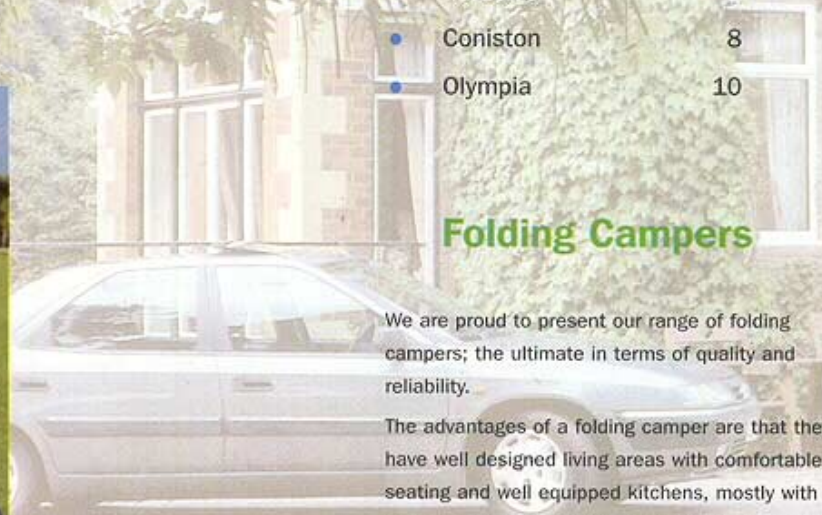 • Coniston 8
• Olympia 10
Folding Campers
We are proud to present our range of folding
campers; the ultimate in terms of quality and
reliability.
The advantages of a folding camper are that the
have well designed living areas with comfortable
seating and well equipped kitchens, mostly with